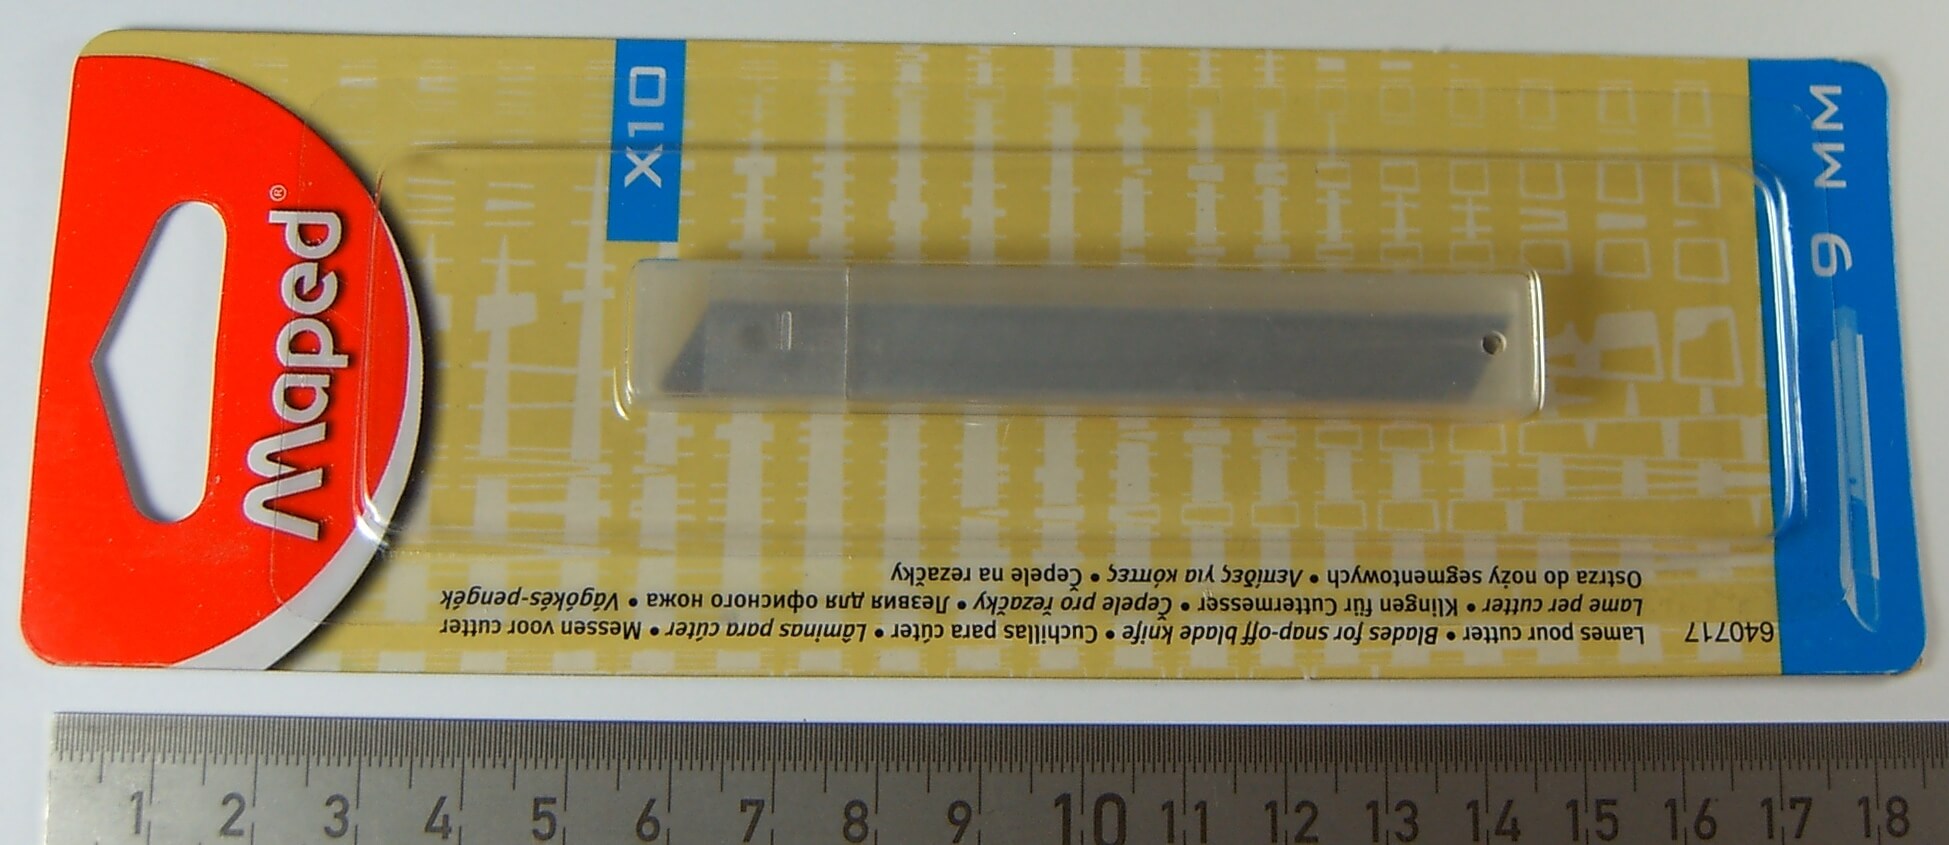 Maped®
X10
9 MM
640717
Lames pour cutter • Blades for snap-off blade knife • Cuchillas para cúter • Lâminas para cúter • Messen voor cutter
Lame per cutter • Klingen für Cuttermesser • Čepele pro řezačky • Лезвия для офисного ножа • Vágókés-pengék
Ostrza do noży segmentowych • Λεπίδες για κόπτες • Čepele na rezačky
1 2 3 4 5 6 7 8 9 10 11 12 13 14 15 16 17 18